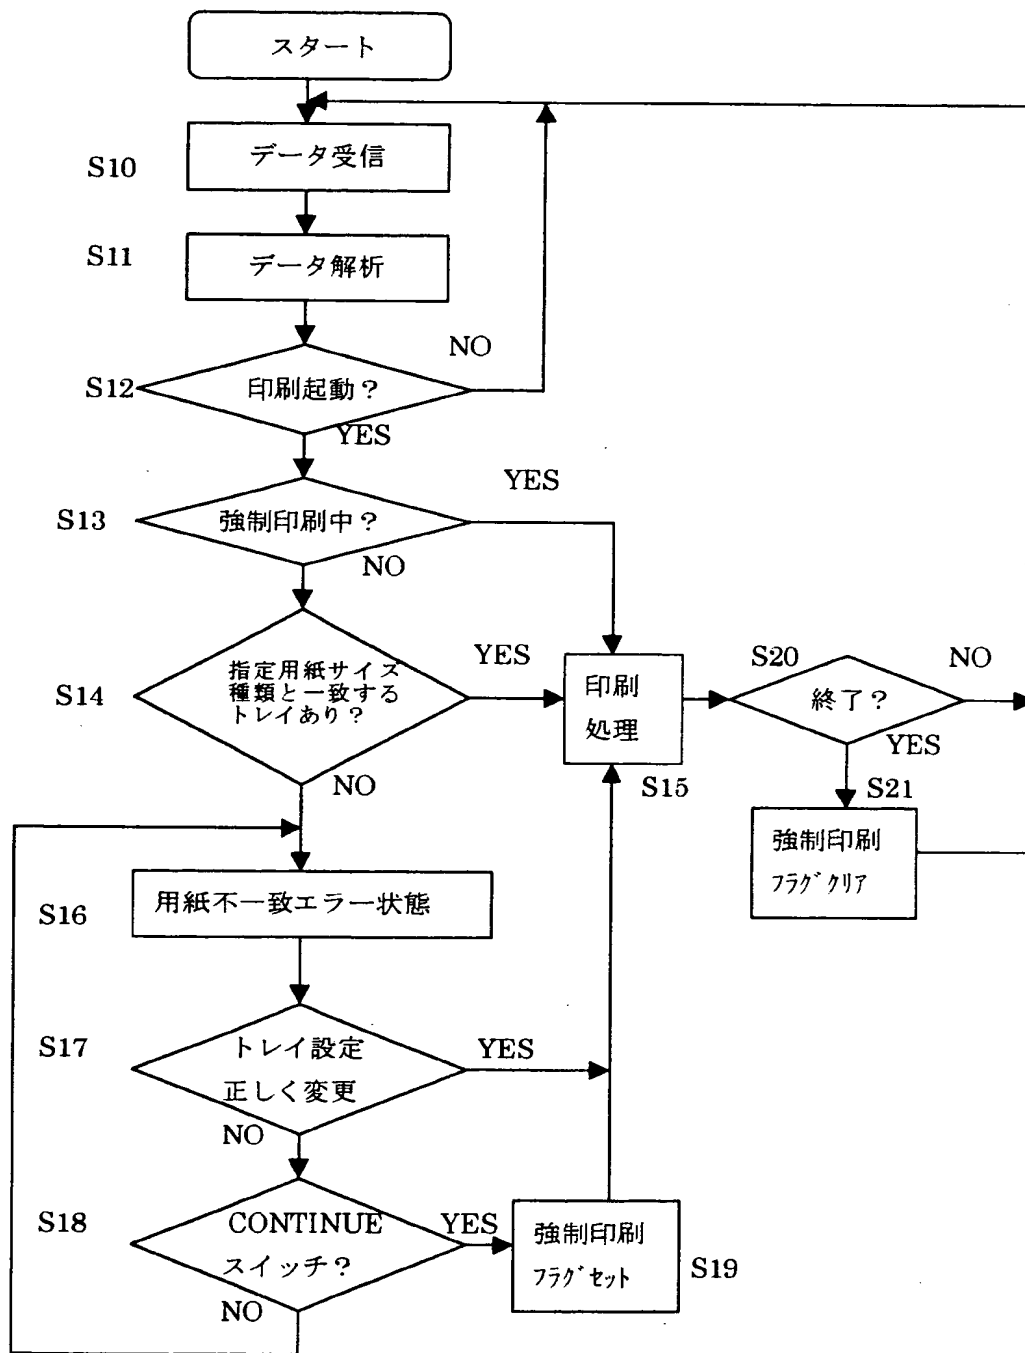 スタート
S10
データ受信
S11
データ解析
NO
S12
印刷起動？
YES
YES
S13
強制印刷中？
NO
S14
指定用紙サイズ
種類と一致する
トレイあり？
YES
NO
印刷
処理
S15
S20
終了？
NO
YES
S21
強制印刷
ﾌﾗｸﾞｸﾘｱ
S16
用紙不一致エラー状態
S17
トレイ設定
正しく変更
YES
NO
S18
CONTINUE
スイッチ？
YES
NO
強制印刷
ﾌﾗｸﾞｾｯﾄ
S19